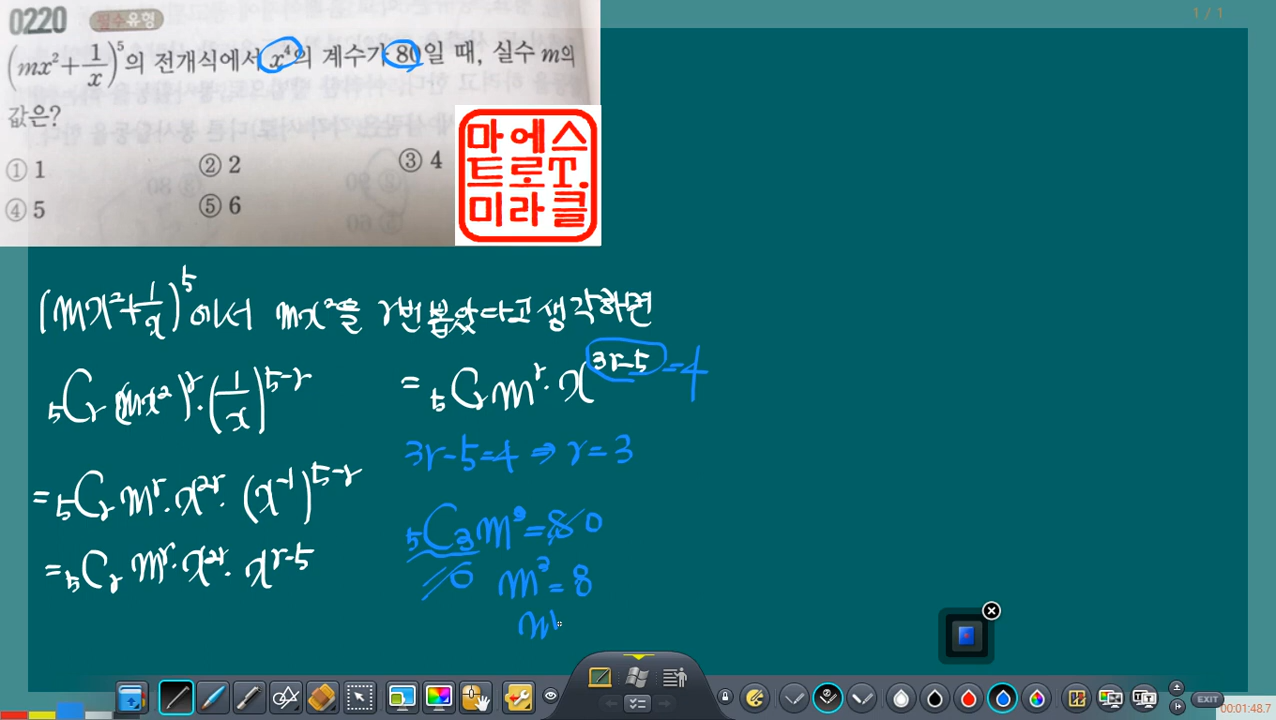 1 / 1
0220 필수유형
(mx²+1/x)⁵의 전개식에서 x⁴의 계수가 80일 때, 실수 m의
값은?
① 1 ② 2 ③ 4
④ 5 ⑤ 6
마에스
트로T.
미라클
(mx²+1/x)⁵에서 mx²을 r번 뽑았다고 생각하면
₅Cᵣ(mx²)ʳ·(1/x)⁵⁻ʳ
=₅Cᵣ mʳ·x²ʳ·(x⁻¹)⁵⁻ʳ
=₅Cᵣ mʳ·x²ʳ·xʳ⁻⁵
=₅Cᵣ mʳ·x³ʳ⁻⁵ =4
3r-5=4 ⇒ r=3
₅C₃m³=80
10 m³=8
m
EXIT
00:01:48.7